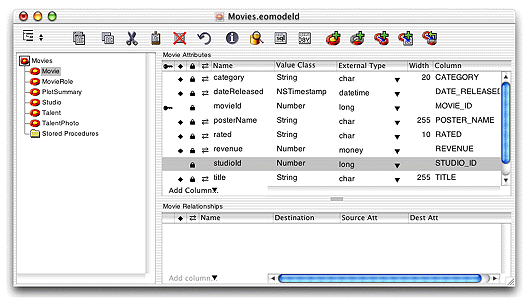 Movies.eomodeld
Movies
Movie
MovieRole
PlotSummary
Studio
Talent
TalentPhoto
Stored Procedures
Movie Attributes
Name Value Class External Type Width Column
category String char 20 CATEGORY
dateReleased NSTimestamp datetime DATE_RELEASED
movieId Number long MOVIE_ID
posterName String char 255 POSTER_NAME
rated String char 10 RATED
revenue Number money REVENUE
studioId Number long STUDIO_ID
title String char 255 TITLE
Add Column
Movie Relationships
Name Destination Source Att Dest Att
Add column